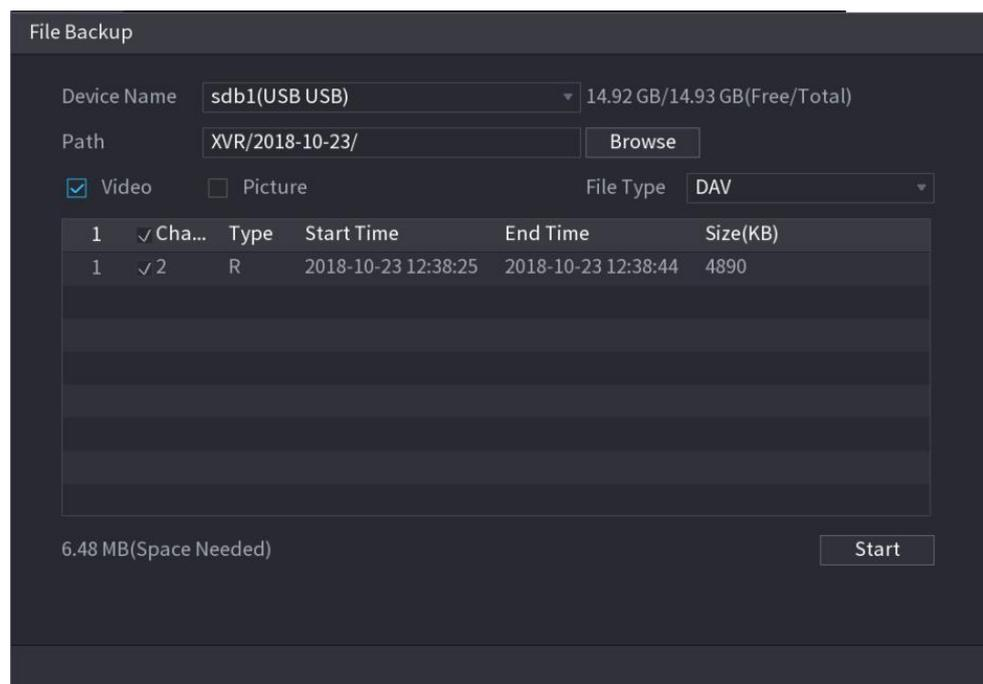 File Backup
Device Name sdb1(USB USB) 14.92 GB/14.93 GB(Free/Total)
Path XVR/2018-10-23/ Browse
Video Picture File Type DAV
1 Cha... Type Start Time End Time Size(KB)
1 2 R 2018-10-23 12:38:25 2018-10-23 12:38:44 4890
6.48 MB(Space Needed) Start